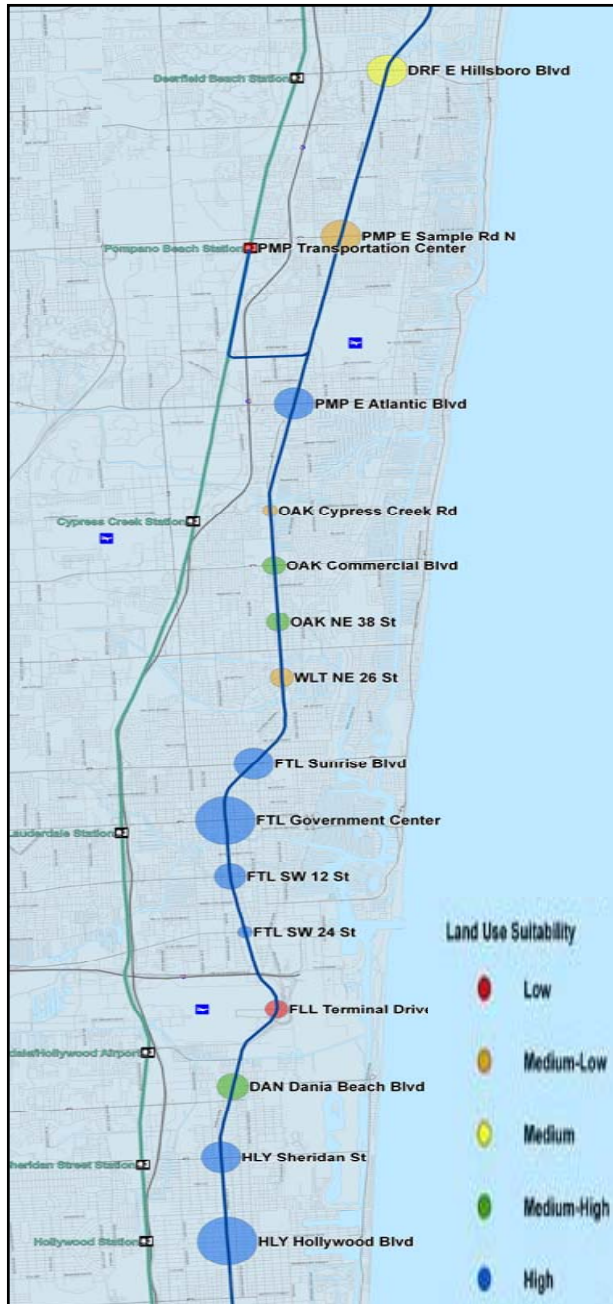 Deerfield Beach Station
DRF E Hillsboro Blvd
PMP E Sample Rd N
Pompano Beach Station
PMP Transportation Center
PMP E Atlantic Blvd
OAK Cypress Creek Rd
Cypress Creek Station
OAK Commercial Blvd
OAK NE 38 St
WLT NE 26 St
FTL Sunrise Blvd
FTL Government Center
Lauderdale Station
FTL SW 12 St
FTL SW 24 St
FLL Terminal Drive
dale/Hollywood Airport
DAN Dania Beach Blvd
HLY Sheridan St
heridan Street Station
Hollywood Station
HLY Hollywood Blvd
Land Use Suitability
Low
Medium-Low
Medium
Medium-High
High